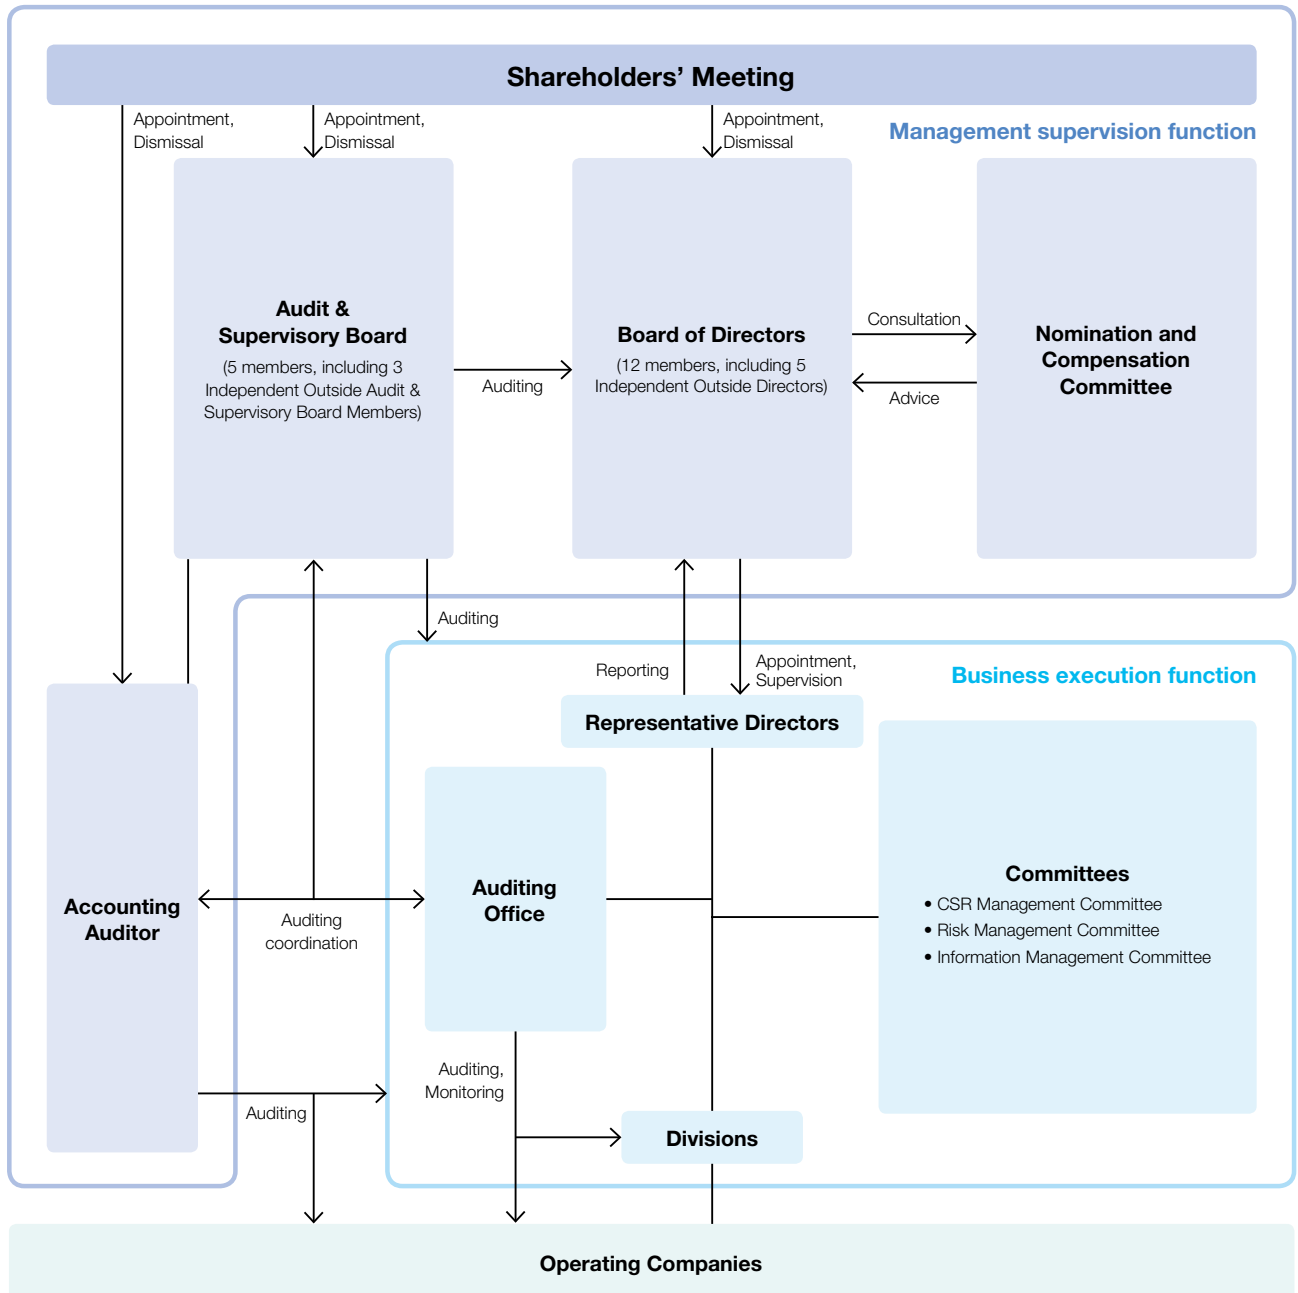 Shareholders’ Meeting
Appointment,
Dismissal
Appointment,
Dismissal
Appointment,
Dismissal
Management supervision function
Audit &
Supervisory Board
(5 members, including 3
Independent Outside Audit &
Supervisory Board Members)
Auditing
Board of Directors
(12 members, including 5
Independent Outside Directors)
Consultation
Advice
Nomination and
Compensation
Committee
Auditing
Reporting
Appointment,
Supervision
Business execution function
Representative Directors
Accounting
Auditor
Auditing
coordination
Auditing
Office
Committees
• CSR Management Committee
• Risk Management Committee
• Information Management Committee
Auditing,
Monitoring
Auditing
Divisions
Operating Companies